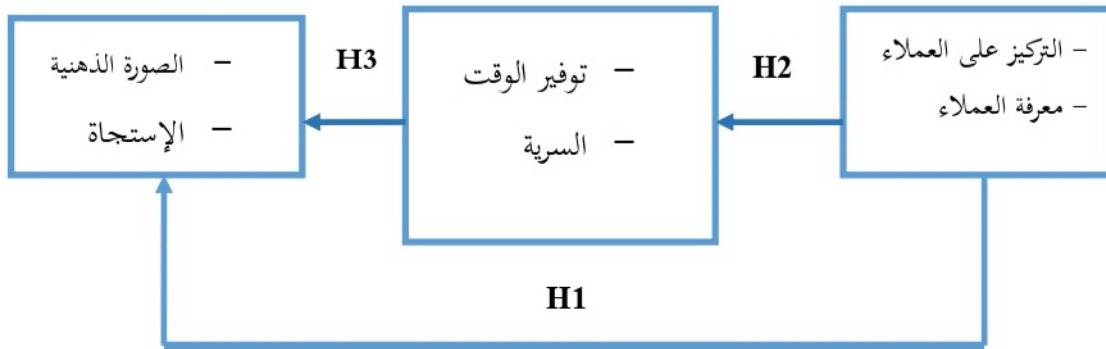 – التركيز على العملاء
– معرفة العملاء
H2
– توفير الوقت
– السرية
H3
– الصورة الذهنية
– الإستجاة
H1